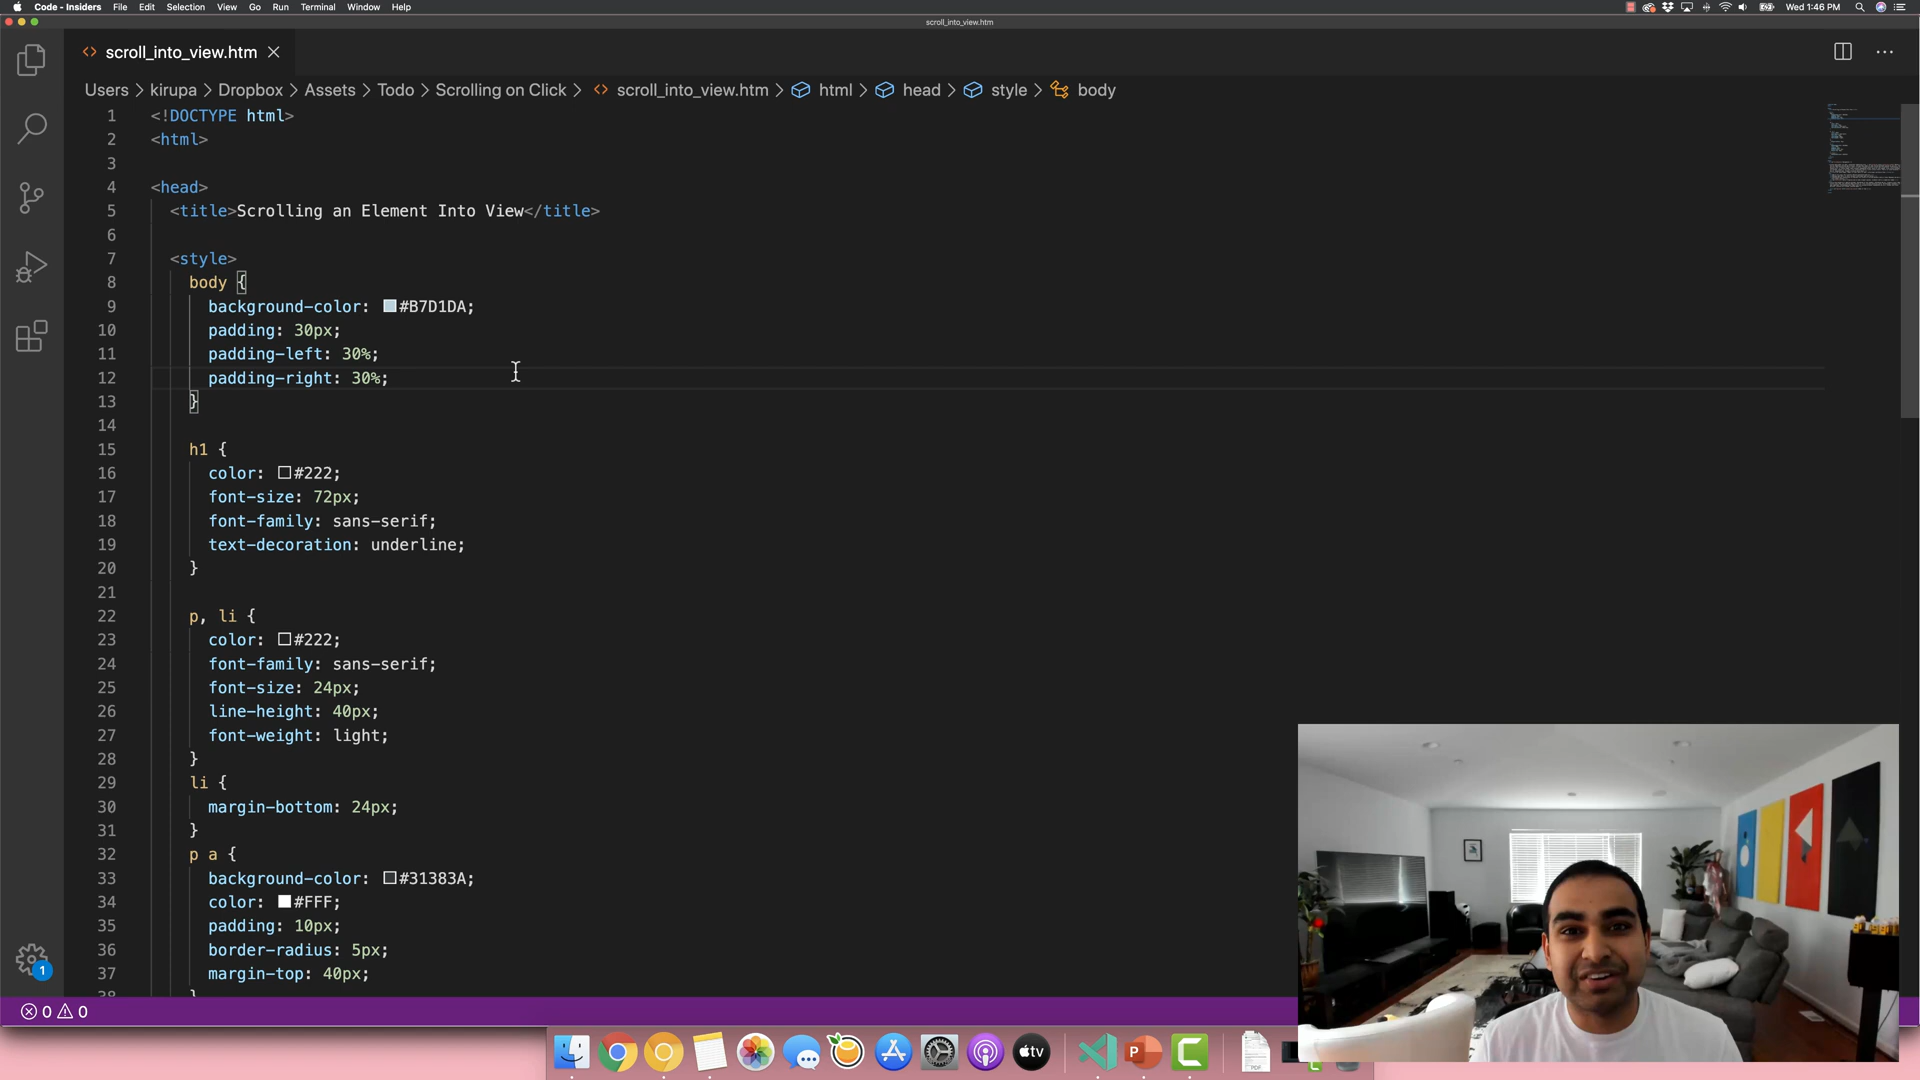 Code - Insiders File Edit Selection View Go Run Terminal Window Help
Wed 1:46 PM
scroll_into_view.htm
scroll_into_view.htm
Users > kirupa > Dropbox > Assets > Todo > Scrolling on Click > scroll_into_view.htm > html > head > style > body
1 <!DOCTYPE html>
2 <html>
3
4 <head>
5 <title>Scrolling an Element Into View</title>
6
7 <style>
8 body {
9 background-color: #B7D1DA;
10 padding: 30px;
11 padding-left: 30%;
12 padding-right: 30%;
13 }
14
15 h1 {
16 color: #222;
17 font-size: 72px;
18 font-family: sans-serif;
19 text-decoration: underline;
20 }
21
22 p, li {
23 color: #222;
24 font-family: sans-serif;
25 font-size: 24px;
26 line-height: 40px;
27 font-weight: light;
28 }
29 li {
30 margin-bottom: 24px;
31 }
32 p a {
33 background-color: #31383A;
34 color: #FFF;
35 padding: 10px;
36 border-radius: 5px;
37 margin-top: 40px;
38 }
1
0 0
tv
P
C
PDF